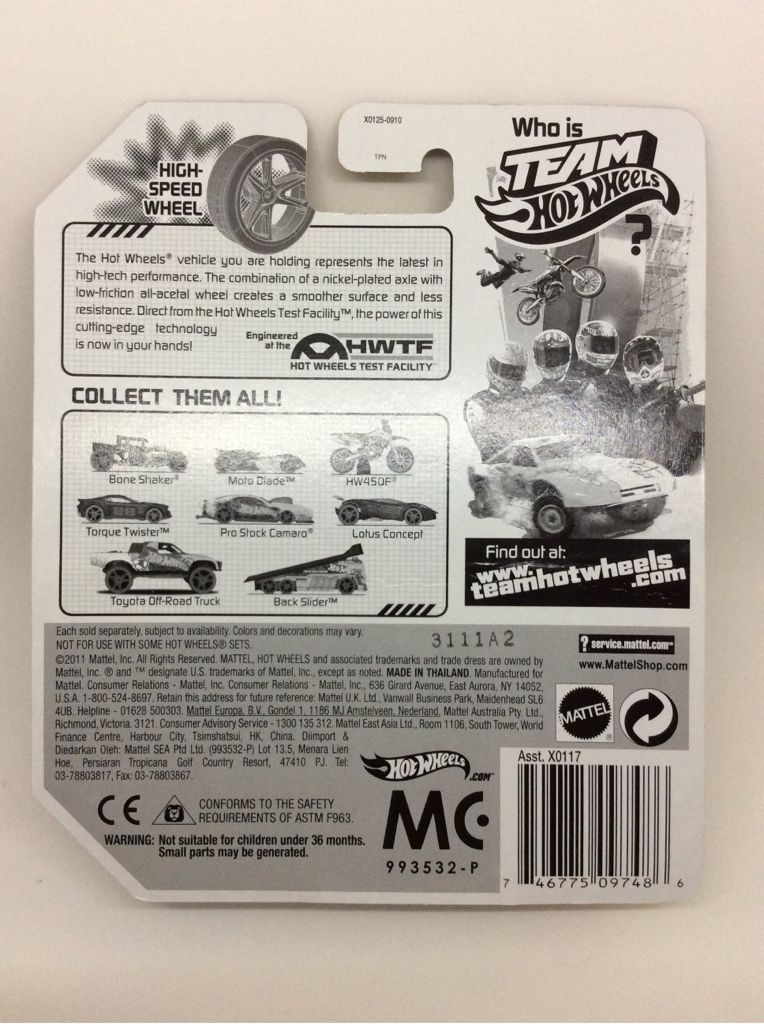 X0125-0910
TPN
HIGH-
SPEED
WHEEL
The Hot Wheels® vehicle you are holding represents the latest in
high-tech performance. The combination of a nickel-plated axle with
low-friction all-acetal wheel creates a smoother surface and less
resistance. Direct from the Hot Wheels Test Facility™, the power of this
cutting-edge technology
is now in your hands!
Engineered
at the
HWTF
HOT WHEELS TEST FACILITY™
COLLECT THEM ALL!
Bone Shaker®
Moto Blade™
HW450F®
Torque Twister™
Pro Stock Camaro®
Lotus Concept
Toyota Off-Road Truck
Back Slider™
Who is
TEAM
HOT WHEELS
?
Find out at:
www.
teamhotwheels
.com
Each sold separately, subject to availability. Colors and decorations may vary.
NOT FOR USE WITH SOME HOT WHEELS® SETS.
3111A2
©2011 Mattel, Inc. All Rights Reserved. MATTEL, HOT WHEELS and associated trademarks and trade dress are owned by
Mattel, Inc. ® and ™ designate U.S. trademarks of Mattel, Inc., except as noted. MADE IN THAILAND. Manufactured for
Mattel. Consumer Relations - Mattel, Inc. Consumer Relations - Mattel, Inc., 636 Girard Avenue, East Aurora, NY 14052,
U.S.A. 1-800-524-8697. Retain this address for future reference: Mattel U.K. Ltd., Vanwall Business Park, Maidenhead SL6
4UB. Helpline - 01628 500303. Mattel Europa, B.V., Gondel 1, 1186 MJ Amstelveen, Nederland. Mattel Australia Pty. Ltd.,
Richmond, Victoria. 3121. Consumer Advisory Service - 1300 135 312. Mattel East Asia Ltd., Room 1106, South Tower, World
Finance Centre, Harbour City, Tsimshatsui, HK, China. Diimport &
Diedarkan Oleh: Mattel SEA Ptd Ltd. (993532-P) Lot 13.5, Menara Lien
Hoe, Persiaran Tropicana Golf Country Resort, 47410 PJ. Tel:
03-78803817, Fax: 03-78803867.
? service.mattel.com™
www.MattelShop.com
MATTEL
HOT WHEELS .COM™
CE
CONFORMS TO THE SAFETY
REQUIREMENTS OF ASTM F963.
WARNING: Not suitable for children under 36 months.
Small parts may be generated.
MC
993532-P
Asst. X0117
7 46775 09748 6